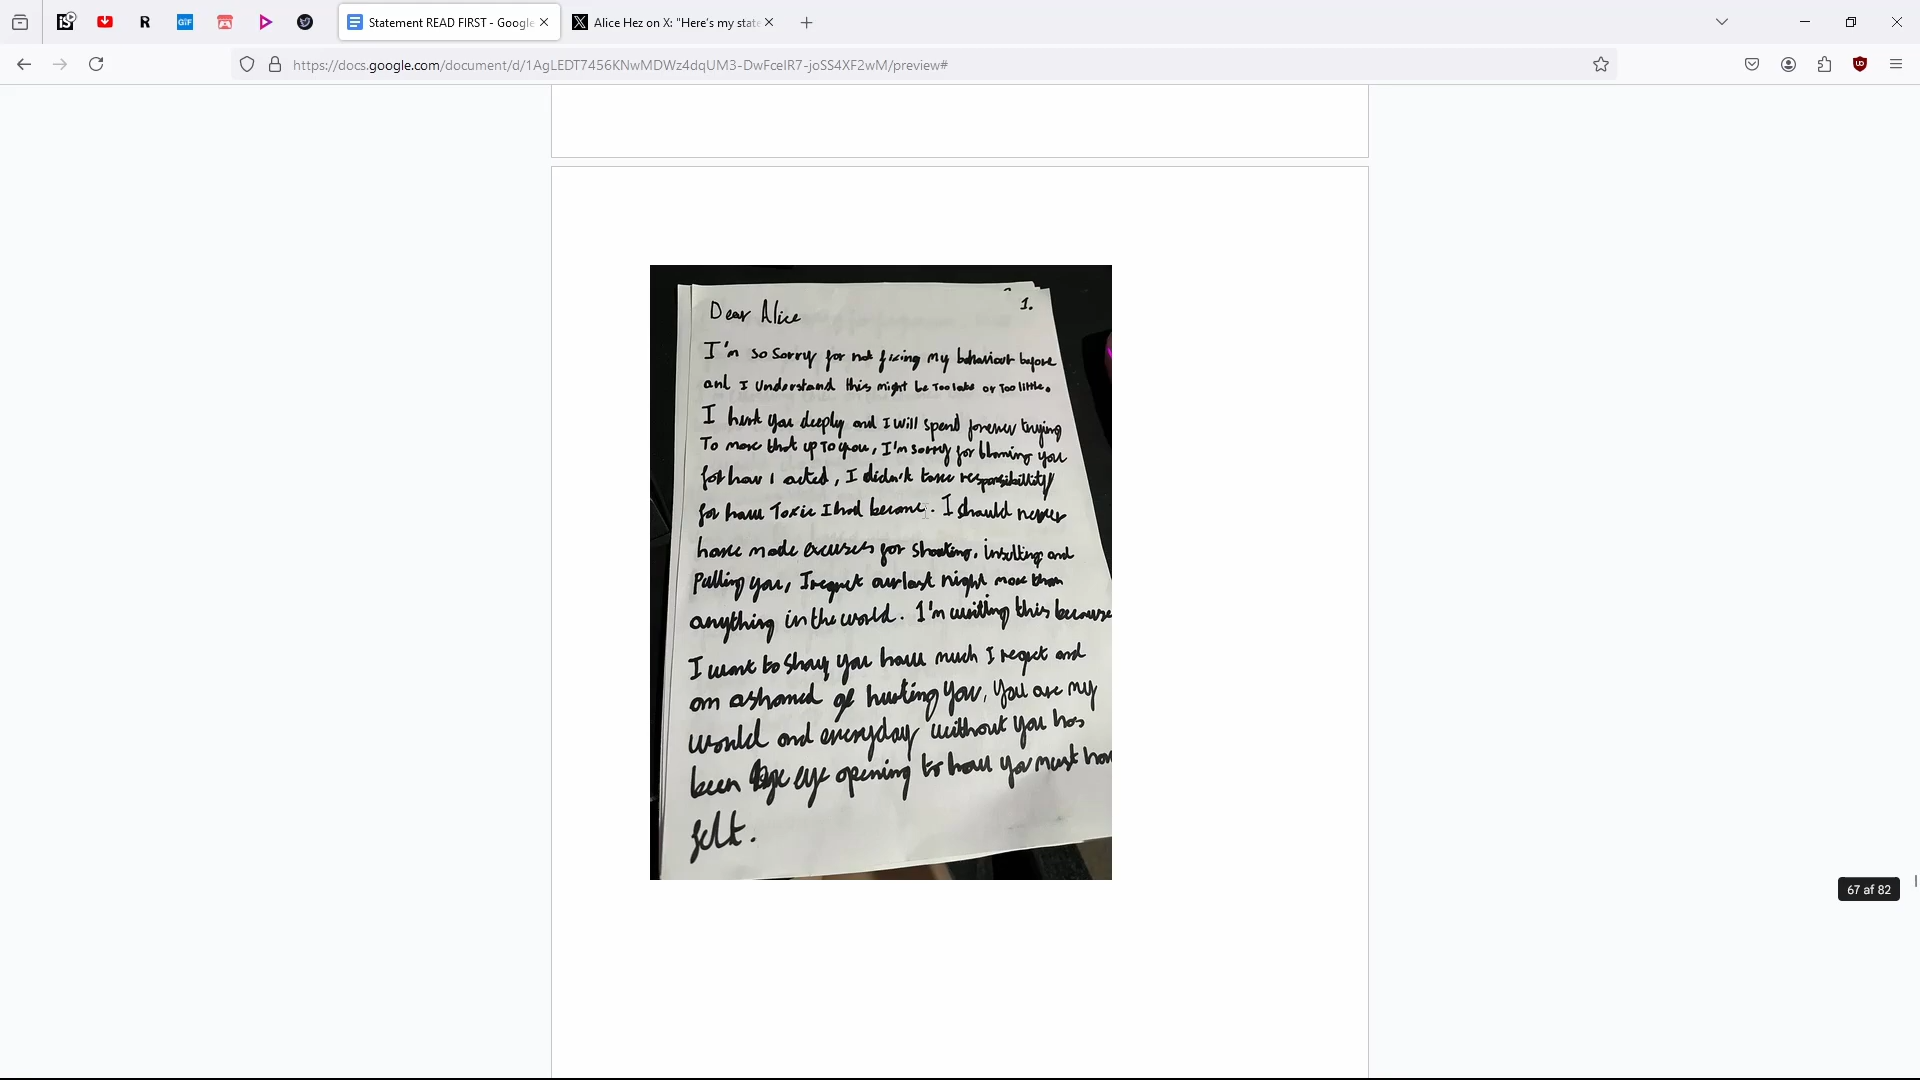 Statement READ FIRST - Google
Alice Hez on X: "Here's my state
https://docs.google.com/document/d/1AgLEDT7456KNwMDWz4dqUM3-DwFceIR7-joSS4XF2wM/preview#
1.
Dear Alice
I'm so sorry for not fixing my behaviour before
and I understand this might be too late or too little.
I hurt you deeply and I will spend forever trying
To make that up to you, I'm sorry for blaming you
for how I acted, I didn't take responsibility
for how Toxic I had become. I should never
have made excuses for shouting, insulting and
Pulling you, I regret our last night more than
anything in the world. I'm writing this because
I want to show you how much I regret and
am ashamed of hurting you, you are my
world and everyday without you has
been eye opening to how you must hav
felt.
67 af 82